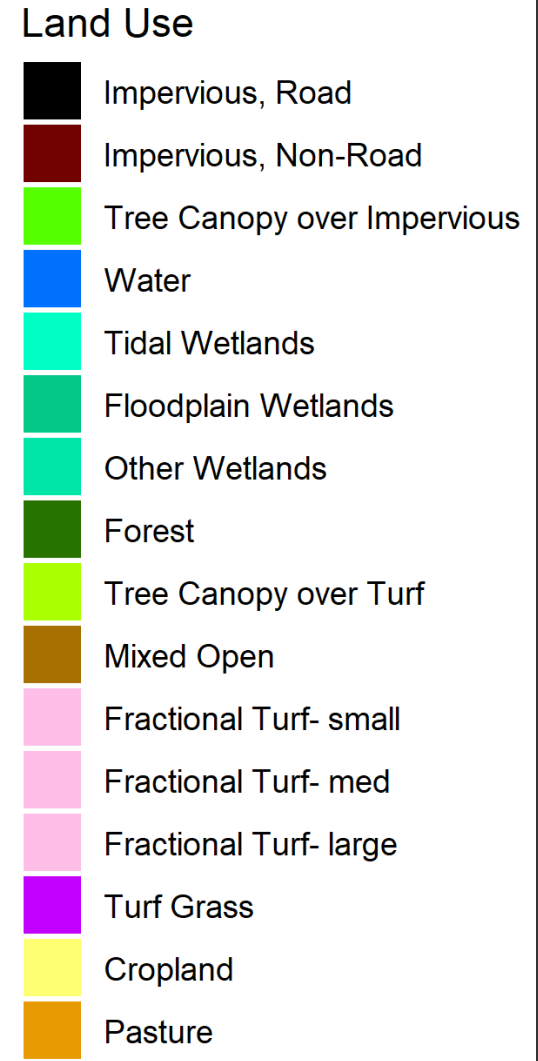 Land Use
Impervious, Road
Impervious, Non-Road
Tree Canopy over Impervious
Water
Tidal Wetlands
Floodplain Wetlands
Other Wetlands
Forest
Tree Canopy over Turf
Mixed Open
Fractional Turf- small
Fractional Turf- med
Fractional Turf- large
Turf Grass
Cropland
Pasture